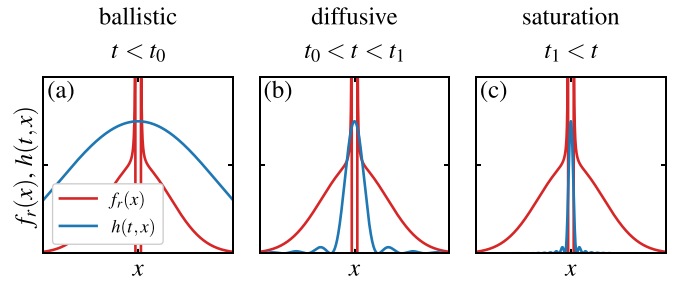 ballistic diffusive saturation
t < t₀ t₀ < t < t₁ t₁ < t
(a) (b) (c)
fᵣ(x), h(t,x)
fᵣ(x)
h(t,x)
x x x